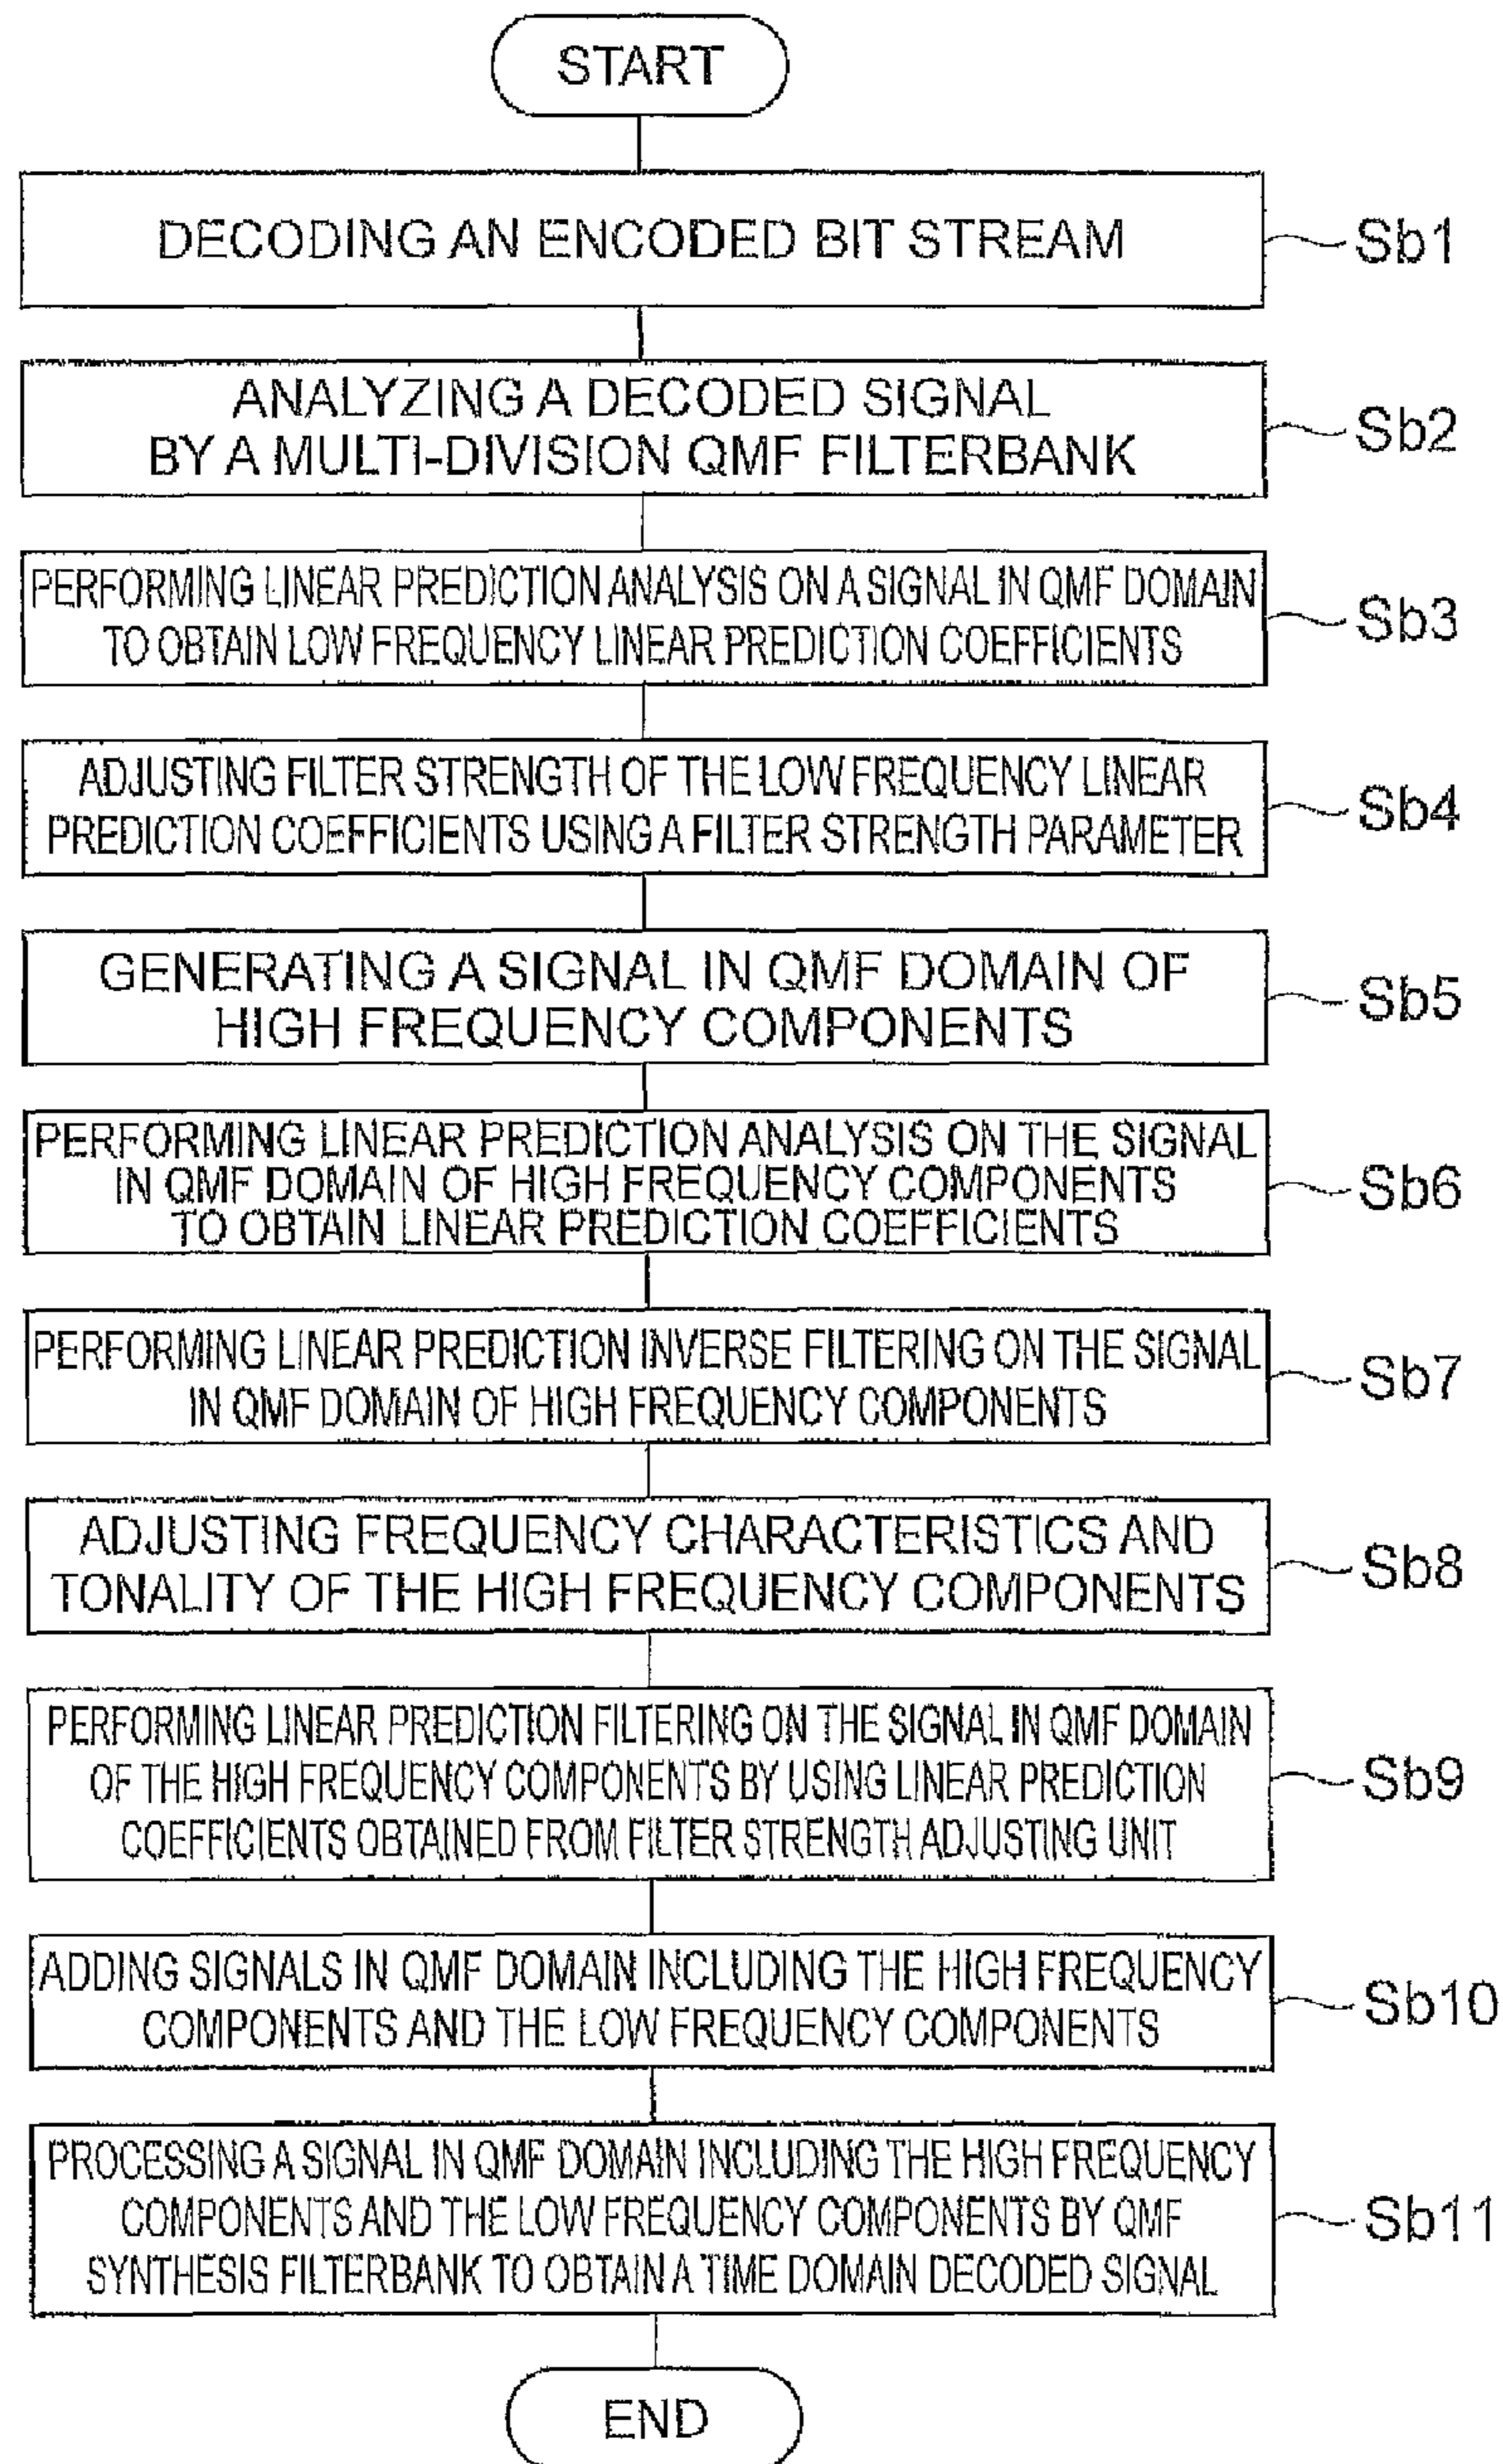 START
DECODING AN ENCODED BIT STREAM
Sb1
ANALYZING A DECODED SIGNAL
BY A MULTI-DIVISION QMF FILTERBANK
Sb2
PERFORMING LINEAR PREDICTION ANALYSIS ON A SIGNAL IN QMF DOMAIN
TO OBTAIN LOW FREQUENCY LINEAR PREDICTION COEFFICIENTS
Sb3
ADJUSTING FILTER STRENGTH OF THE LOW FREQUENCY LINEAR
PREDICTION COEFFICIENTS USING A FILTER STRENGTH PARAMETER
Sb4
GENERATING A SIGNAL IN QMF DOMAIN OF
HIGH FREQUENCY COMPONENTS
Sb5
PERFORMING LINEAR PREDICTION ANALYSIS ON THE SIGNAL
IN QMF DOMAIN OF HIGH FREQUENCY COMPONENTS
TO OBTAIN LINEAR PREDICTION COEFFICIENTS
Sb6
PERFORMING LINEAR PREDICTION INVERSE FILTERING ON THE SIGNAL
IN QMF DOMAIN OF HIGH FREQUENCY COMPONENTS
Sb7
ADJUSTING FREQUENCY CHARACTERISTICS AND
TONALITY OF THE HIGH FREQUENCY COMPONENTS
Sb8
PERFORMING LINEAR PREDICTION FILTERING ON THE SIGNAL IN QMF DOMAIN
OF THE HIGH FREQUENCY COMPONENTS BY USING LINEAR PREDICTION
COEFFICIENTS OBTAINED FROM FILTER STRENGTH ADJUSTING UNIT
Sb9
ADDING SIGNALS IN QMF DOMAIN INCLUDING THE HIGH FREQUENCY
COMPONENTS AND THE LOW FREQUENCY COMPONENTS
Sb10
PROCESSING A SIGNAL IN QMF DOMAIN INCLUDING THE HIGH FREQUENCY
COMPONENTS AND THE LOW FREQUENCY COMPONENTS BY QMF
SYNTHESIS FILTERBANK TO OBTAIN A TIME DOMAIN DECODED SIGNAL
Sb11
END